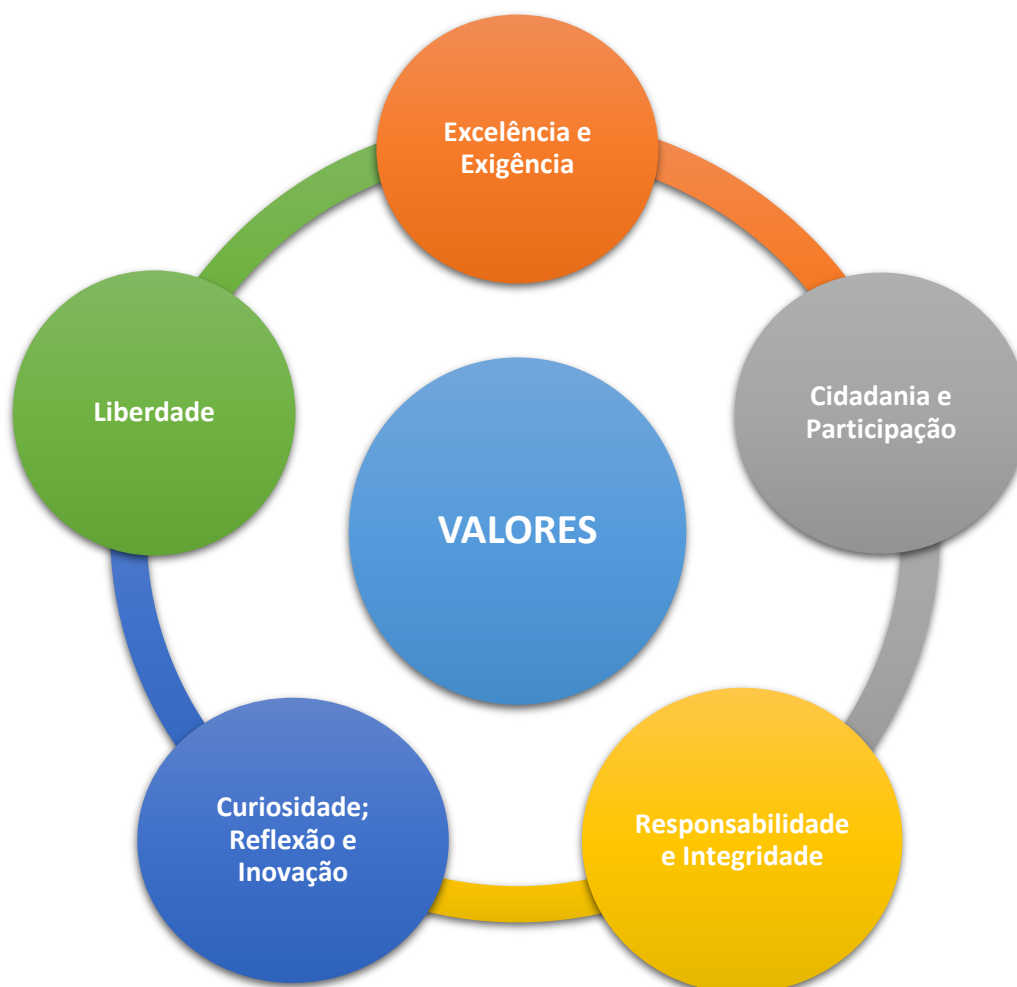 Excelência e
Exigência
Cidadania e
Participação
Liberdade
VALORES
Responsabilidade
e Integridade
Curiosidade;
Reflexão e
Inovação